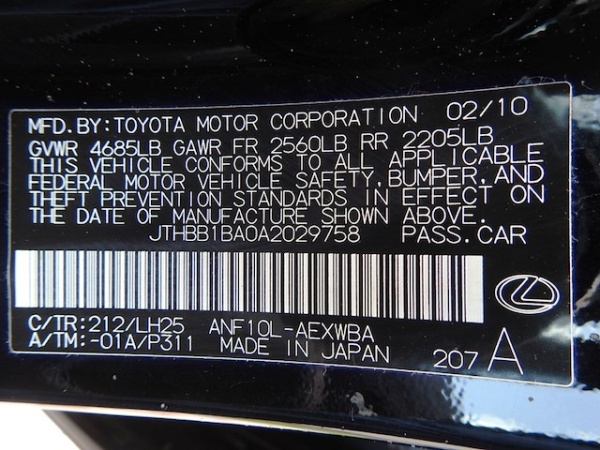 MFD.BY:TOYOTA MOTOR CORPORATION 02/10
GVWR 4685LB GAWR FR 2560LB RR 2205LB
THIS VEHICLE CONFORMS TO ALL APPLICABLE
FEDERAL MOTOR VEHICLE SAFETY,BUMPER,AND
THEFT PREVENTION STANDARDS IN EFFECT ON
THE DATE OF MANUFACTURE SHOWN ABOVE.
JTHBB1BA0A2029758 PASS.CAR
C/TR:212/LH25 ANF10L-AEXWBA
A/TM:-01A/P311 MADE IN JAPAN 207 A